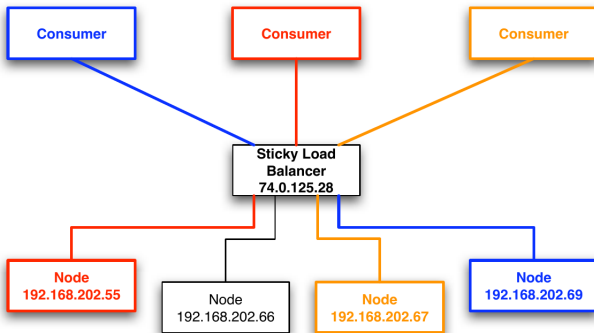 Consumer
Consumer
Consumer
Sticky Load
Balancer
74.0.125.28
Node
192.168.202.55
Node
192.168.202.66
Node
192.168.202.67
Node
192.168.202.69